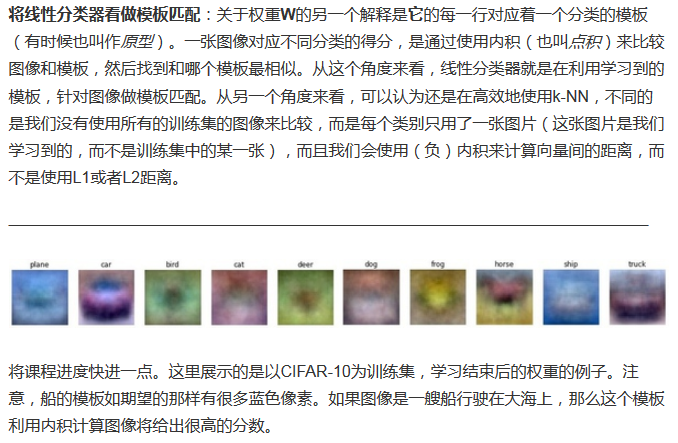 将线性分类器看做模板匹配：关于权重W的另一个解释是它的每一行对应着一个分类的模板
（有时候也叫作原型）。一张图像对应不同分类的得分，是通过使用内积（也叫点积）来比较
图像和模板，然后找到和哪个模板最相似。从这个角度来看，线性分类器就是在利用学习到的
模板，针对图像做模板匹配。从另一个角度来看，可以认为还是在高效地使用k-NN，不同的
是我们没有使用所有的训练集的图像来比较，而是每个类别只用了一张图片（这张图片是我们
学习到的，而不是训练集中的某一张），而且我们会使用（负）内积来计算向量间的距离，而
不是使用L1或者L2距离。
plane car bird cat deer dog frog horse ship truck
将课程进度快进一点。这里展示的是以CIFAR-10为训练集，学习结束后的权重的例子。注
意，船的模板如期望的那样有很多蓝色像素。如果图像是一艘船行驶在大海上，那么这个模板
利用内积计算图像将给出很高的分数。